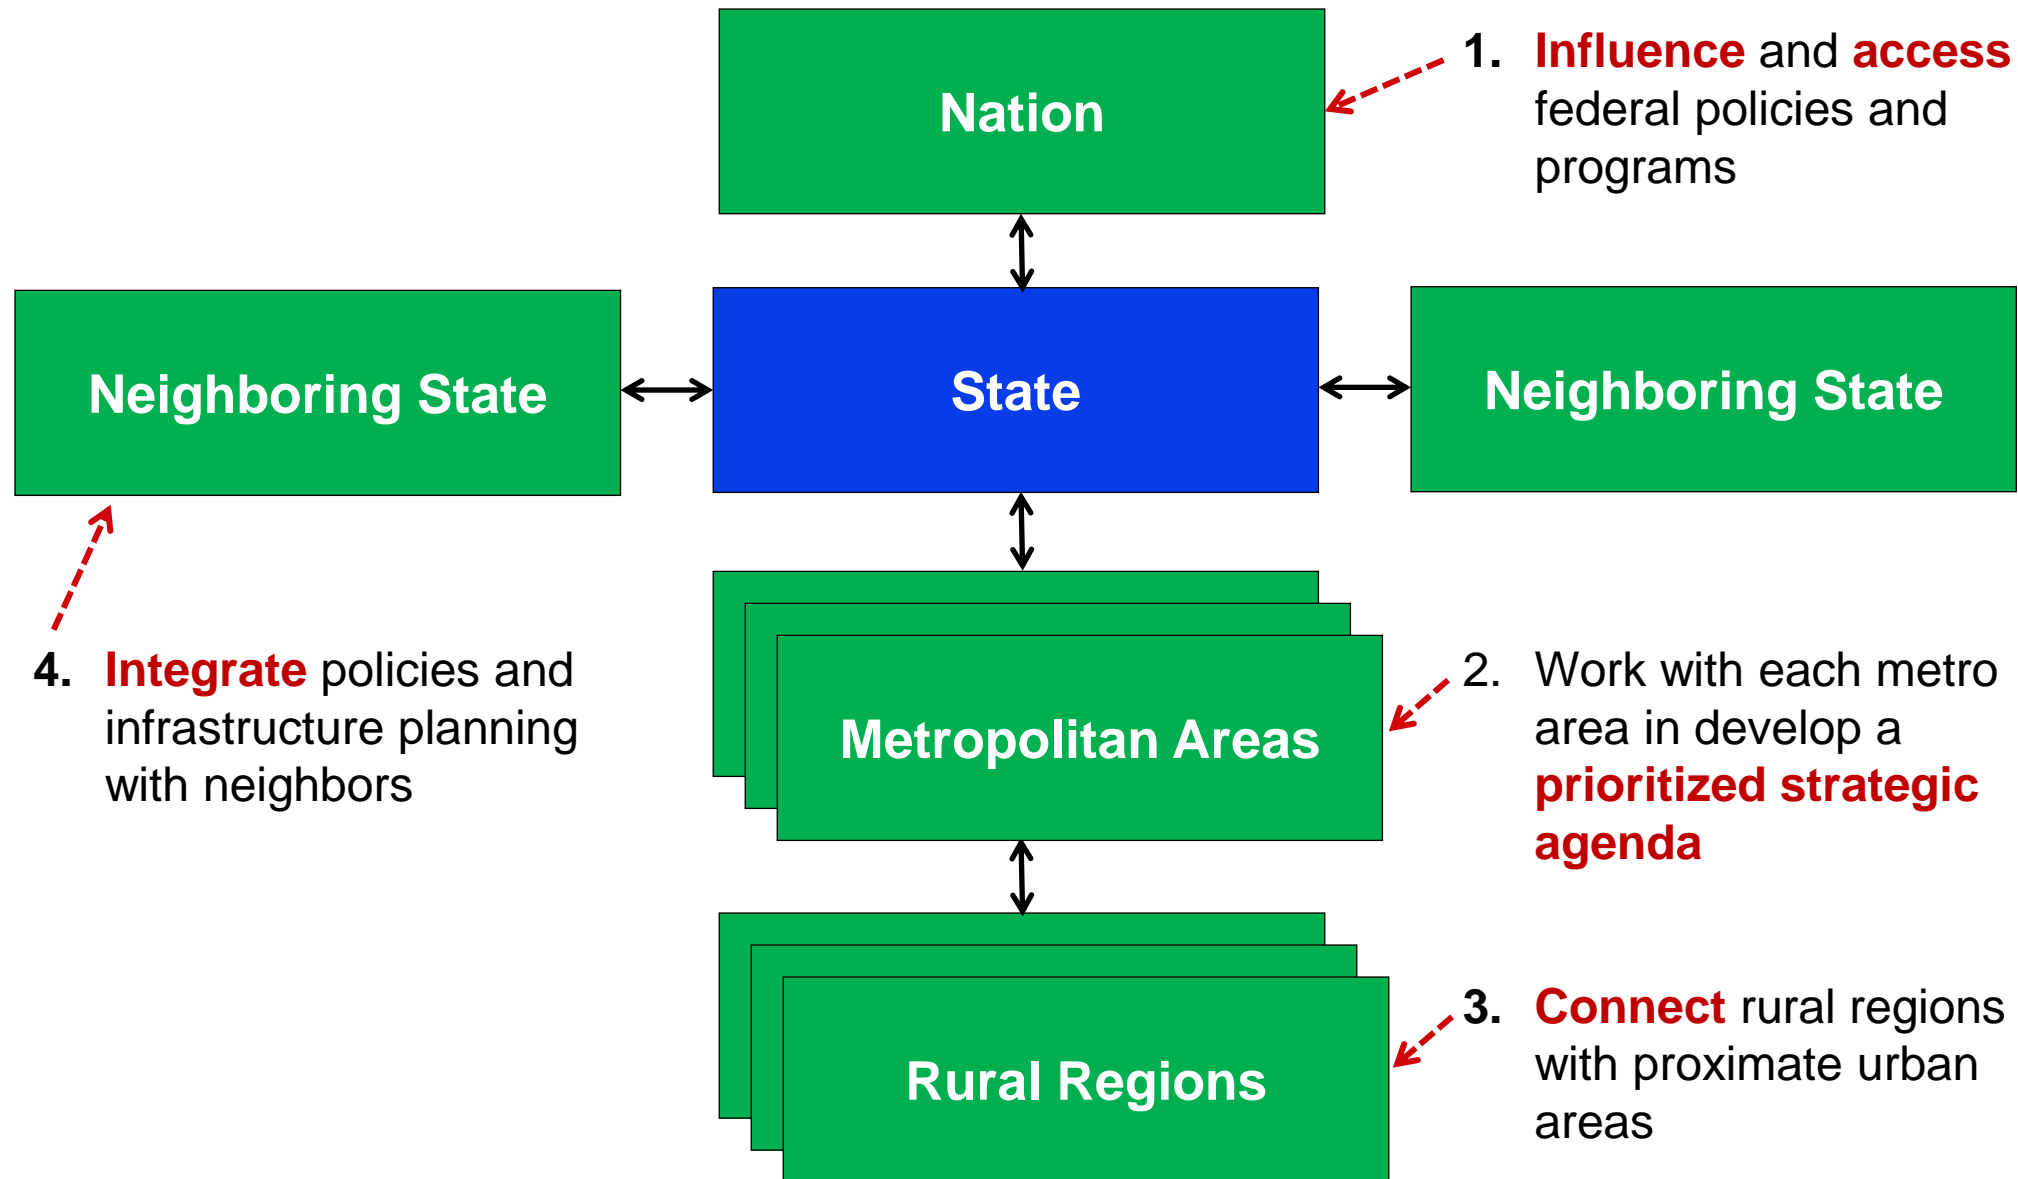 Nation
1. Influence and access
federal policies and
programs
Neighboring State
State
Neighboring State
4. Integrate policies and
infrastructure planning
with neighbors
Metropolitan Areas
2. Work with each metro
area in develop a
prioritized strategic
agenda
Rural Regions
3. Connect rural regions
with proximate urban
areas